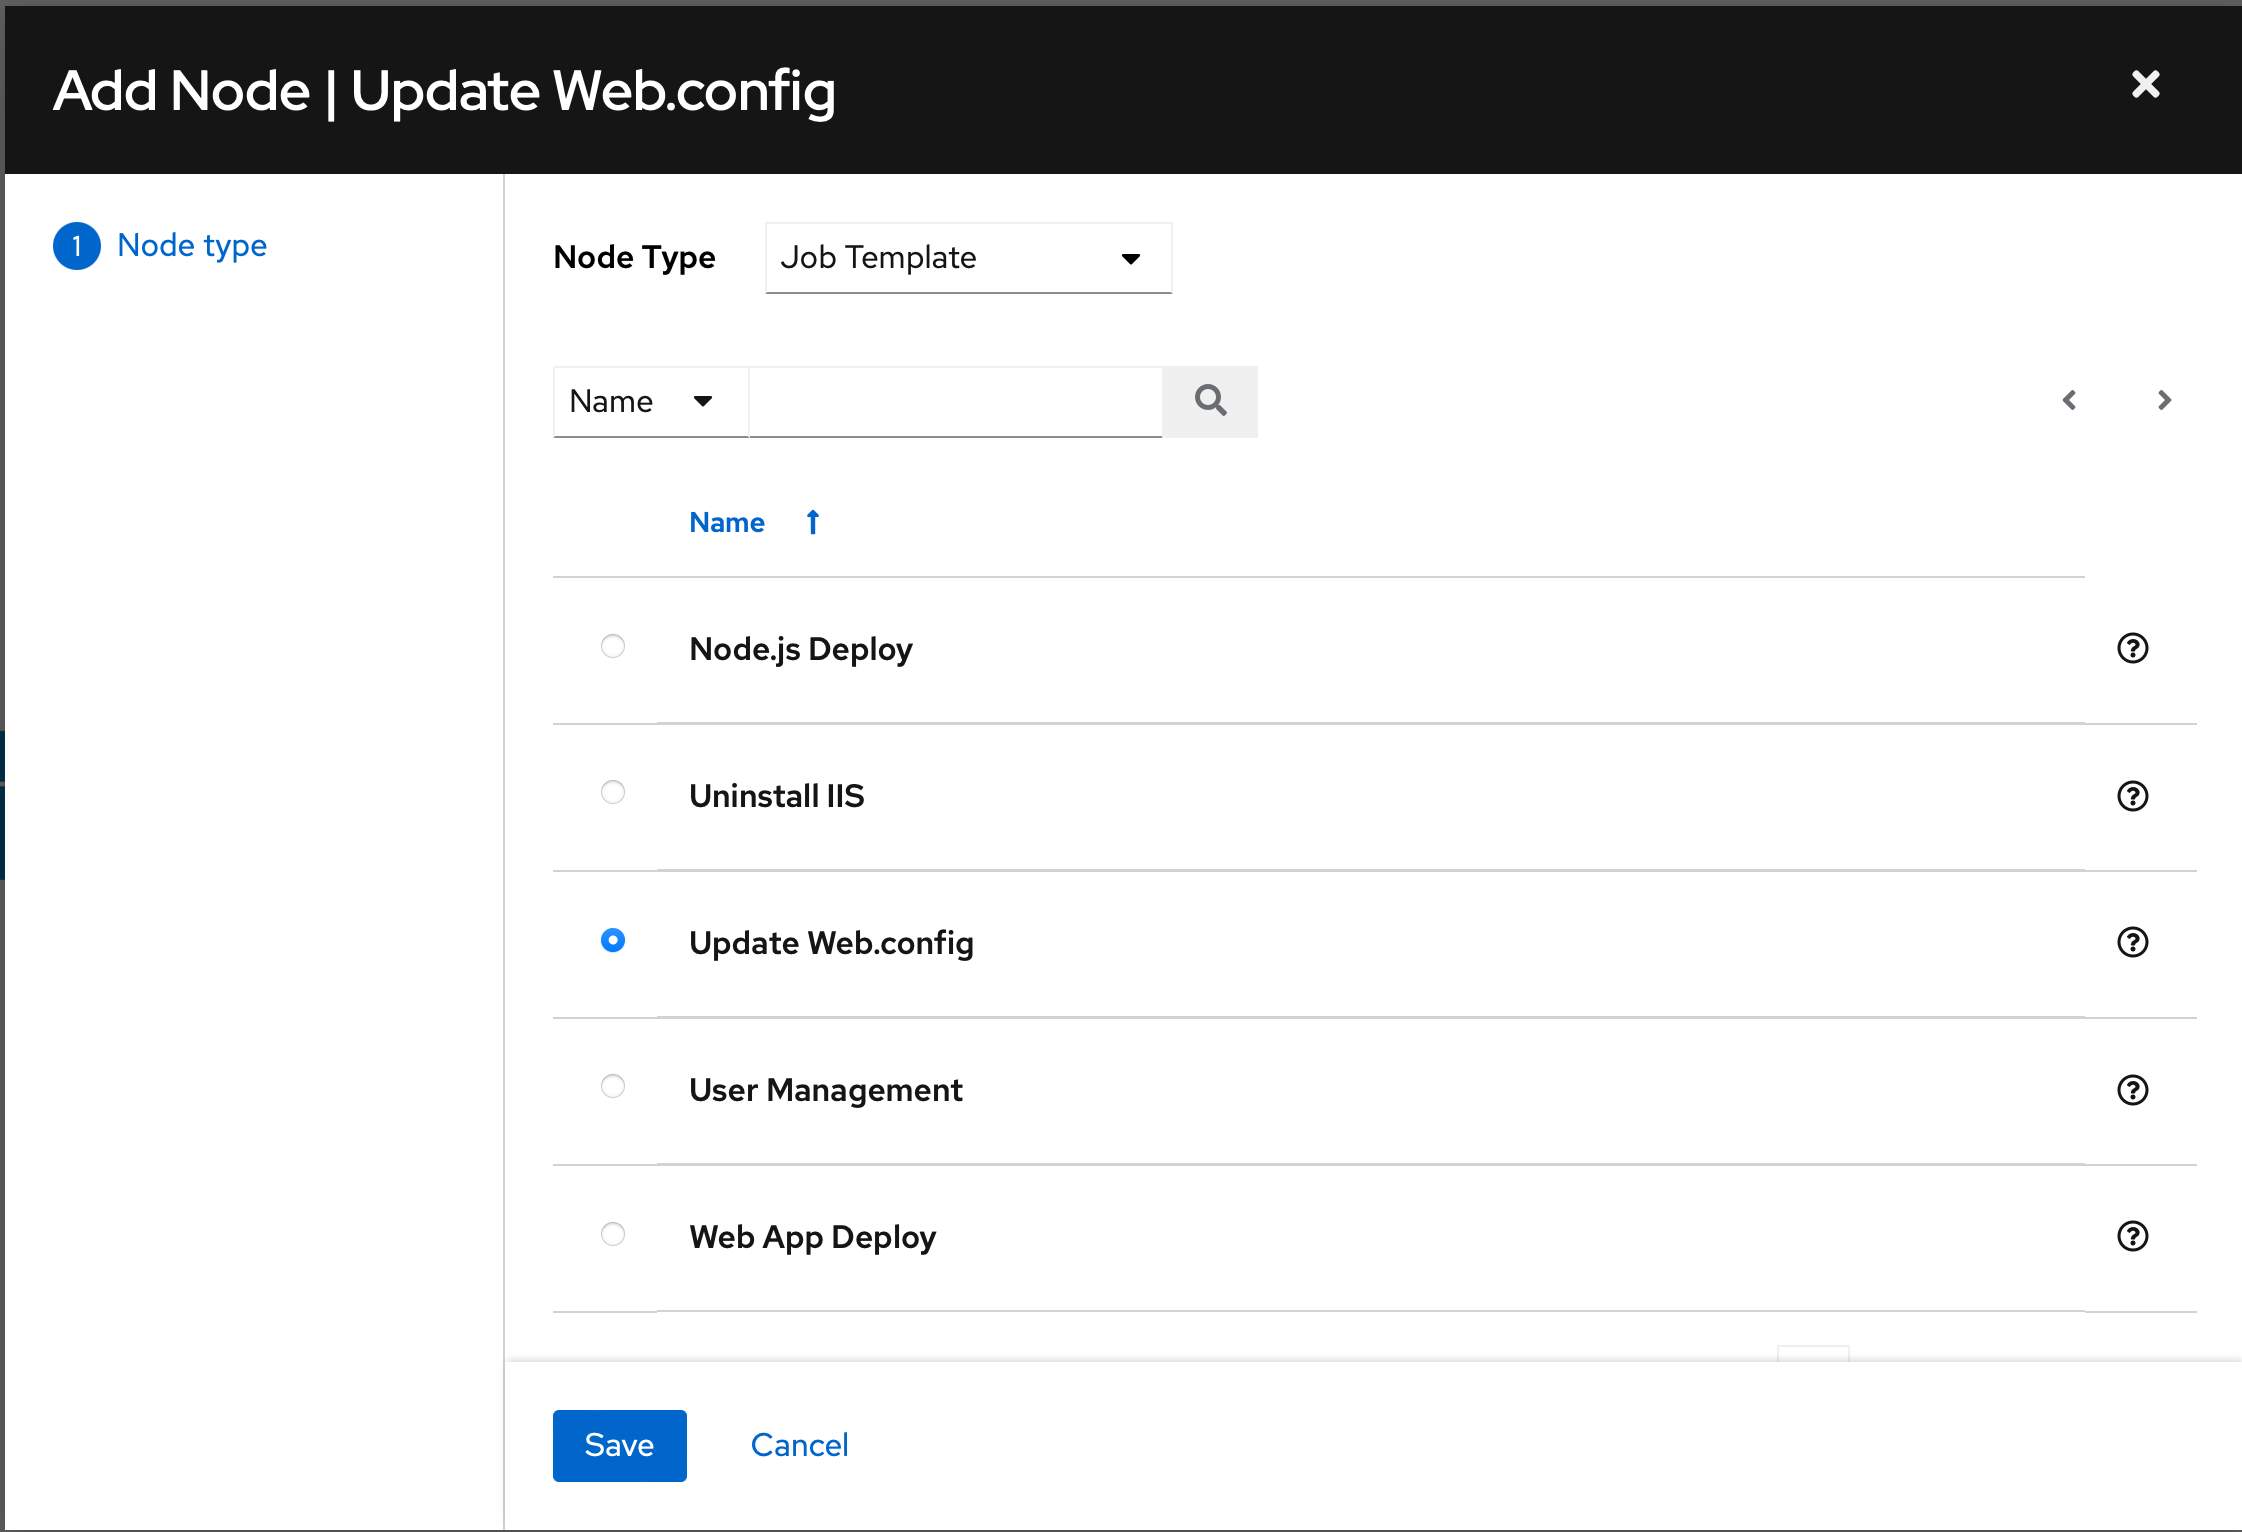 Add Node | Update Web.config
1 Node type
Node Type Job Template
Name
Name
Node.js Deploy
Uninstall IIS
Update Web.config
User Management
Web App Deploy
Save Cancel